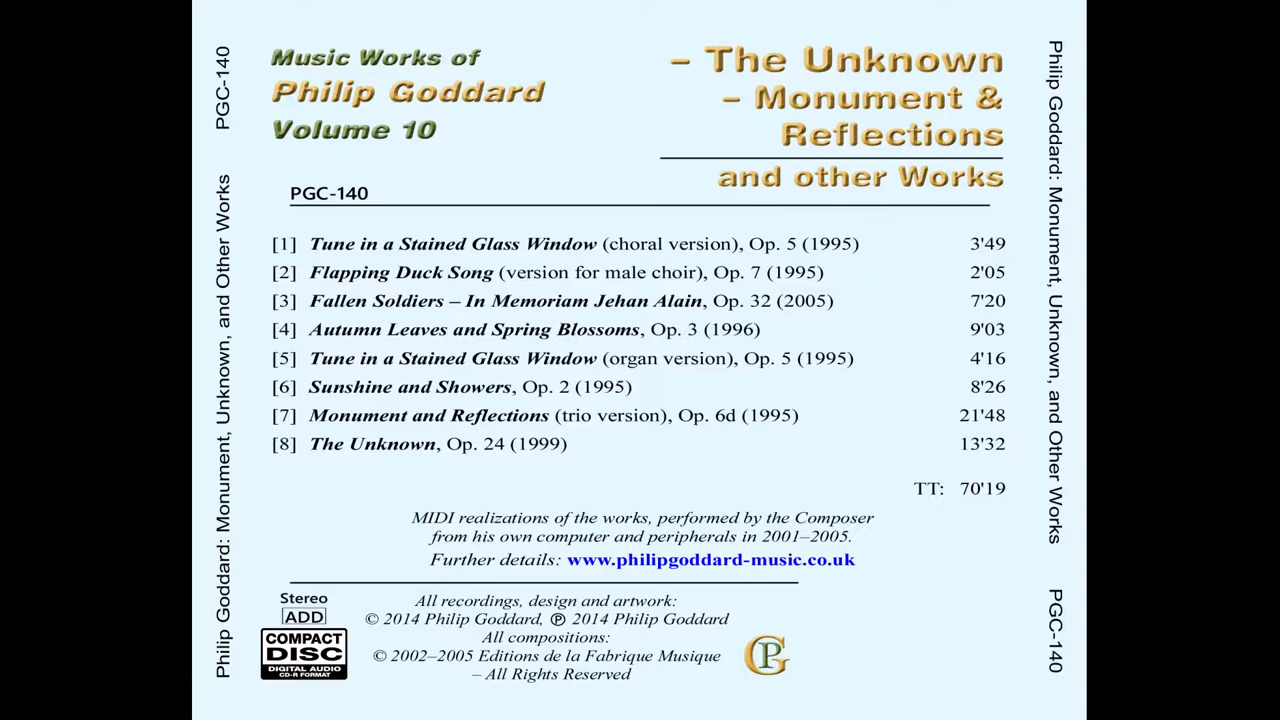 Music Works of
Philip Goddard
Volume 10
– The Unknown
– Monument &
Reflections
and other Works
PGC-140
[1] Tune in a Stained Glass Window (choral version), Op. 5 (1995) 3'49
[2] Flapping Duck Song (version for male choir), Op. 7 (1995) 2'05
[3] Fallen Soldiers – In Memoriam Jehan Alain, Op. 32 (2005) 7'20
[4] Autumn Leaves and Spring Blossoms, Op. 3 (1996) 9'03
[5] Tune in a Stained Glass Window (organ version), Op. 5 (1995) 4'16
[6] Sunshine and Showers, Op. 2 (1995) 8'26
[7] Monument and Reflections (trio version), Op. 6d (1995) 21'48
[8] The Unknown, Op. 24 (1999) 13'32
TT: 70'19
MIDI realizations of the works, performed by the Composer
from his own computer and peripherals in 2001–2005.
Further details: www.philipgoddard-music.co.uk
Stereo
ADD
COMPACT
DISC
DIGITAL AUDIO
CD-R FORMAT
All recordings, design and artwork:
© 2014 Philip Goddard, ℗ 2014 Philip Goddard
All compositions:
© 2002–2005 Editions de la Fabrique Musique
– All Rights Reserved
PG
Philip Goddard: Monument, Unknown, and Other Works PGC-140
Philip Goddard: Monument, Unknown, and Other Works PGC-140